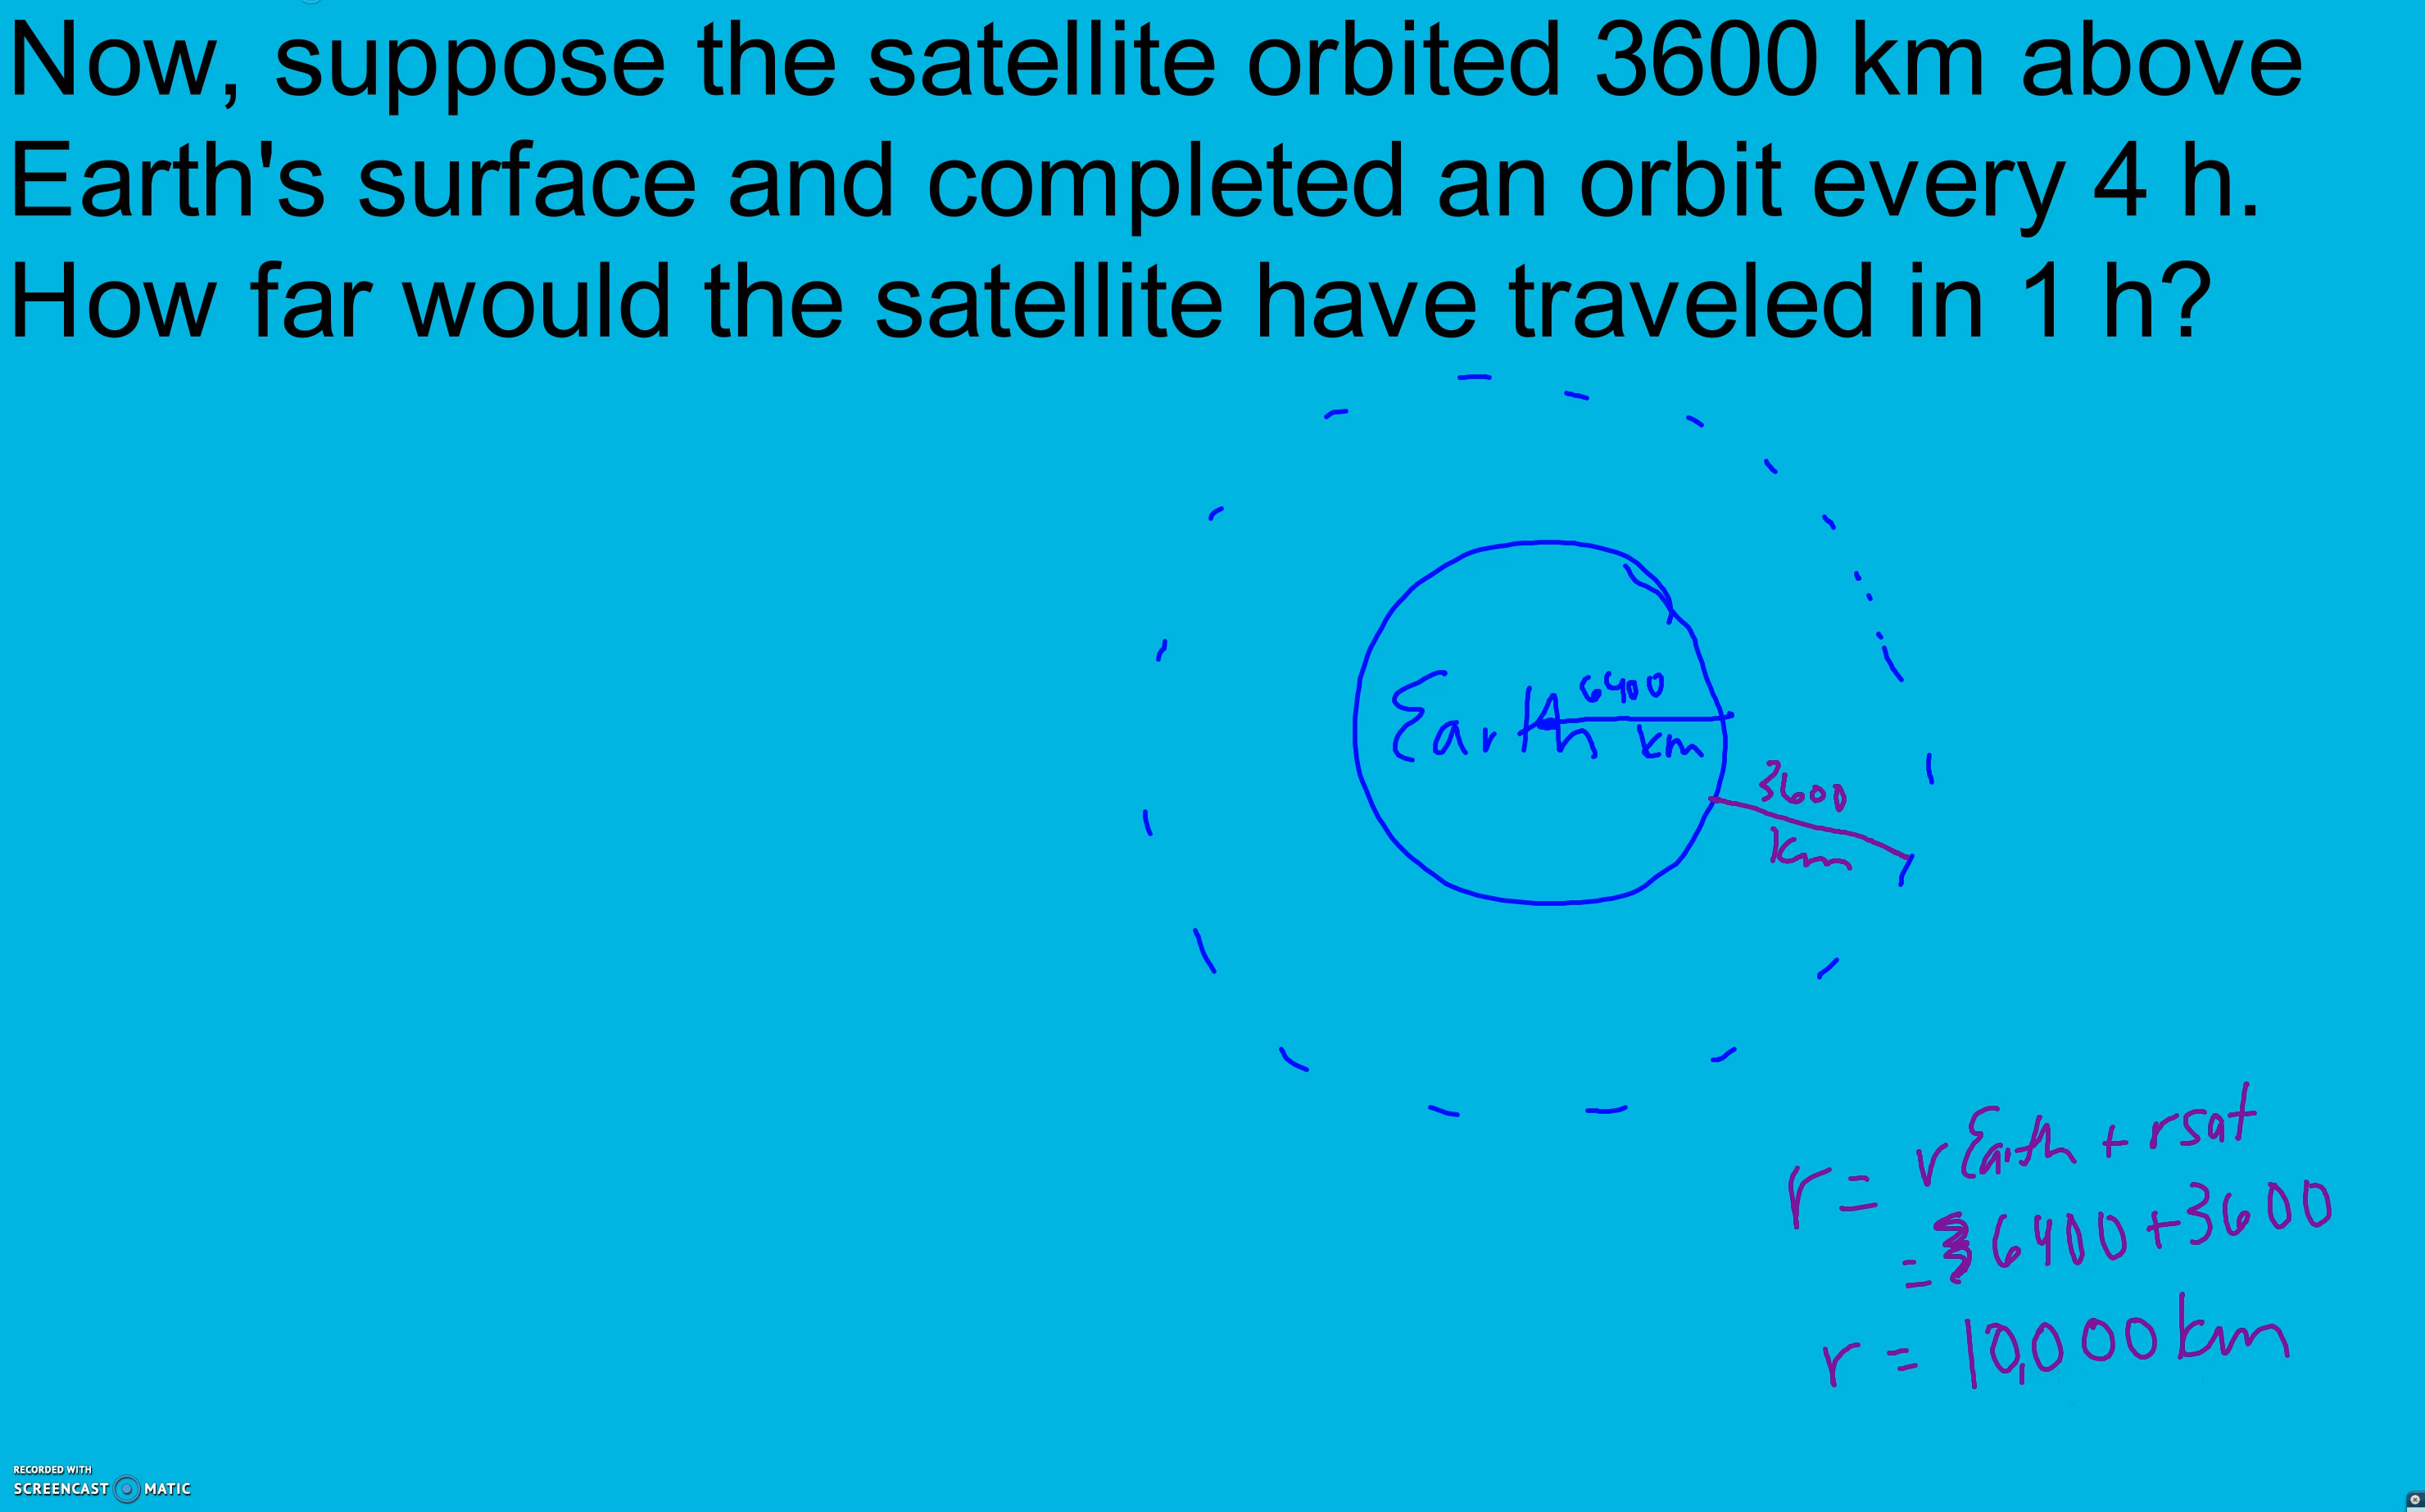 Now, suppose the satellite orbited 3600 km above
Earth's surface and completed an orbit every 4 h.
How far would the satellite have traveled in 1 h?
6400
Earth
km
3600
km
r = rEarth + rsat
= 6400+3600
r = 10,000km
RECORDED WITH
SCREENCAST MATIC